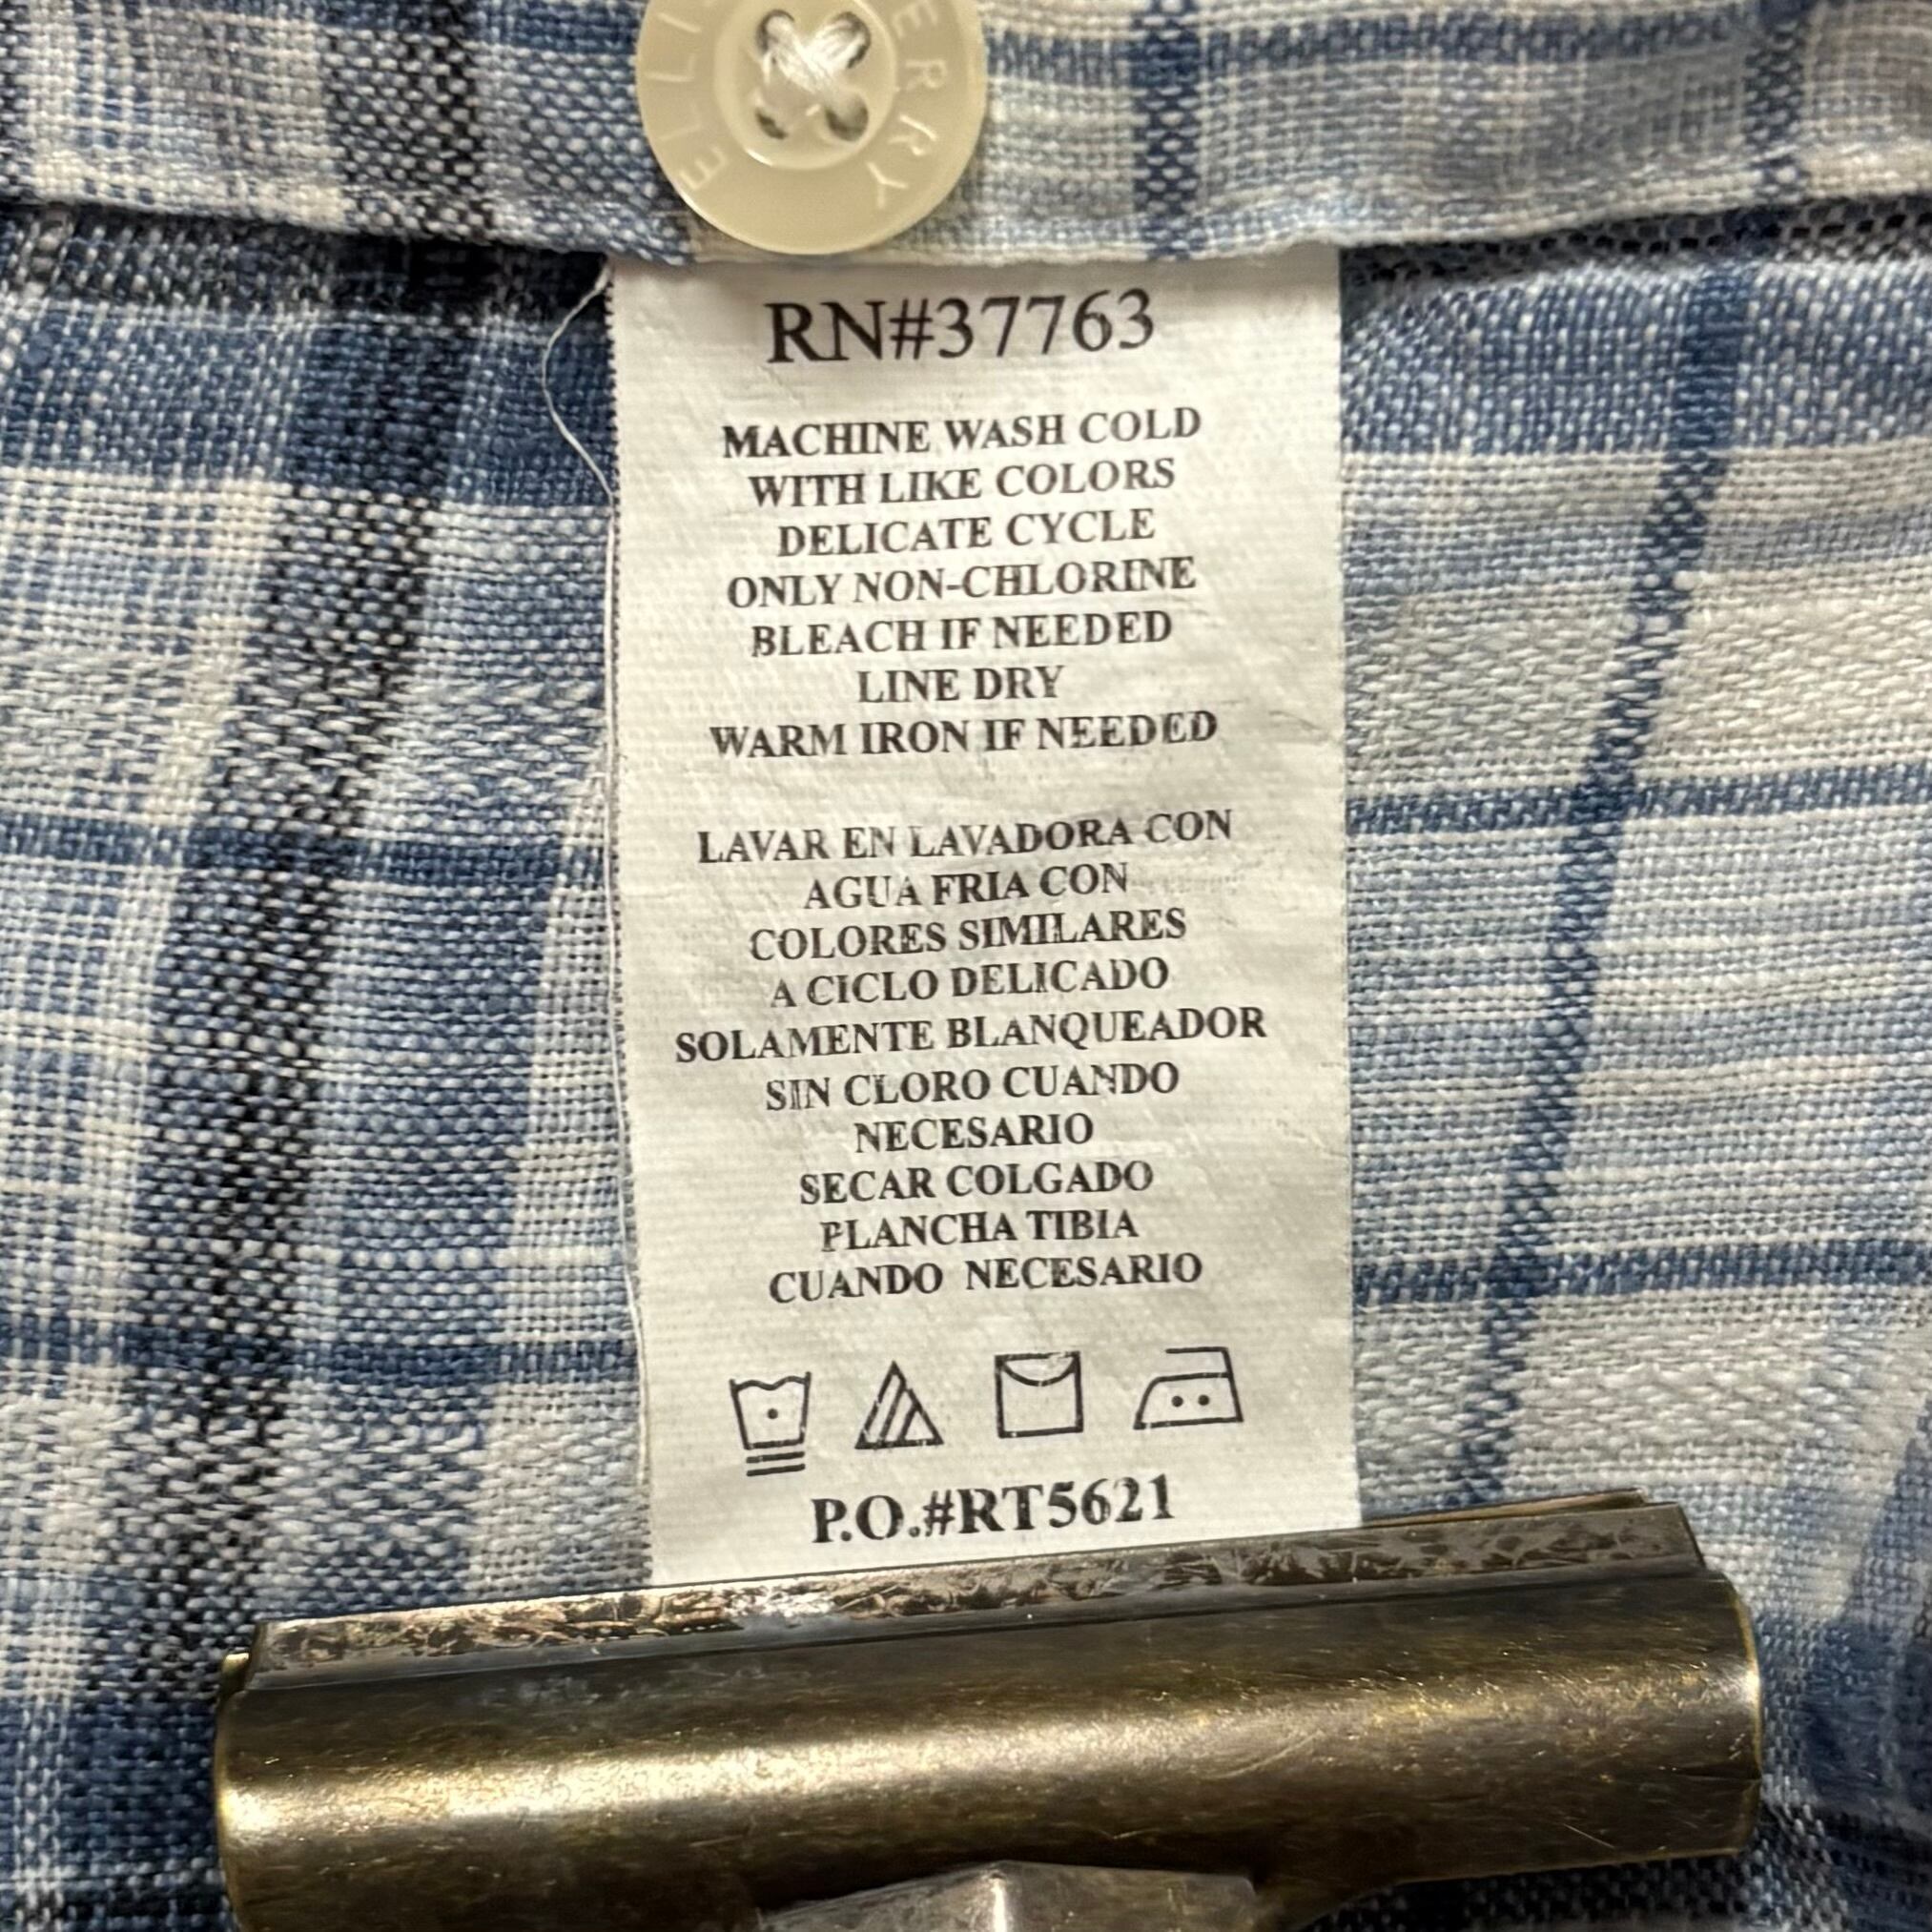 ELLI ERRY
RN#37763
MACHINE WASH COLD
WITH LIKE COLORS
DELICATE CYCLE
ONLY NON-CHLORINE
BLEACH IF NEEDED
LINE DRY
WARM IRON IF NEEDED
LAVAR EN LAVADORA CON
AGUA FRIA CON
COLORES SIMILARES
A CICLO DELICADO
SOLAMENTE BLANQUEADOR
SIN CLORO CUANDO
NECESARIO
SECAR COLGADO
PLANCHA TIBIA
CUANDO NECESARIO
P.O.#RT5621